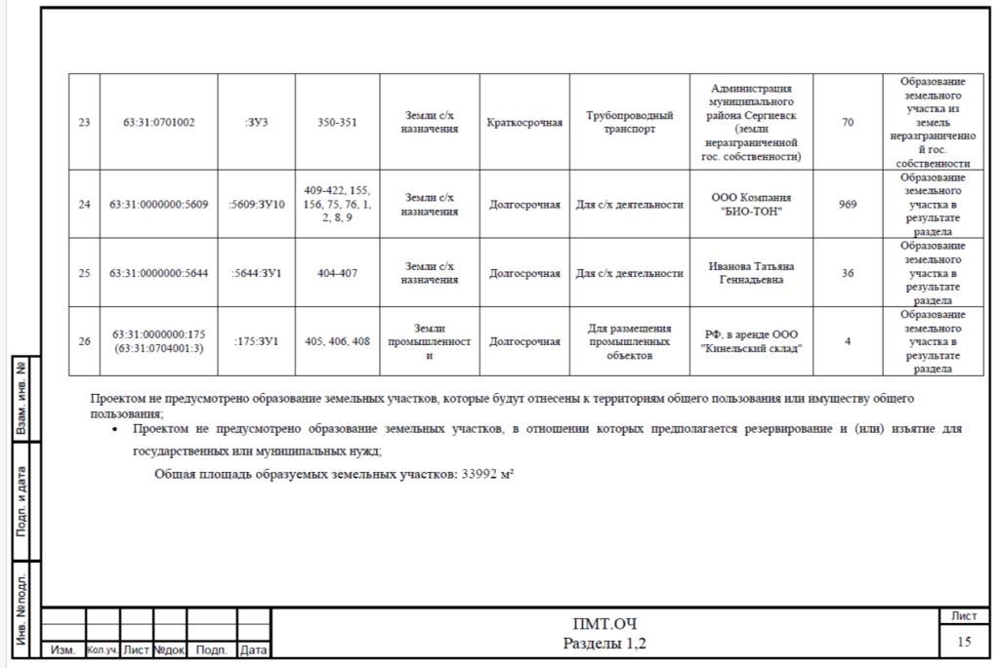 23 63:31:0701002 :ЗУ3 350-351 Земли с/х назначения Краткосрочная Трубопроводный транспорт Администрация муниципального района Сергиевск (земли неразграниченной гос. собственности) 70 Образование земельного участка из земель неразграниченно й гос. собственности
24 63:31:0000000:5609 :5609:ЗУ10 409-422, 155, 156, 75, 76, 1, 2, 8, 9 Земли с/х назначения Долгосрочная Для с/х деятельности ООО Компания "БИО-ТОН" 969 Образование земельного участка в результате раздела
25 63:31:0000000:5644 :5644:ЗУ1 404-407 Земли с/х назначения Долгосрочная Для с/х деятельности Иванова Татьяна Геннадьевна 36 Образование земельного участка в результате раздела
26 63:31:0000000:175 (63:31:0704001:3) :175:ЗУ1 405, 406, 408 Земли промышленност и Долгосрочная Для размещения промышленных объектов РФ, в аренде ООО "Кинельский склад" 4 Образование земельного участка в результате раздела
Проектом не предусмотрено образование земельных участков, которые будут отнесены к территориям общего пользования или имуществу общего
пользования;
• Проектом не предусмотрено образование земельных участков, в отношении которых предполагается резервирование и (или) изъятие для
государственных или муниципальных нужд;
Общая площадь образуемых земельных участков: 33992 м²
Взам. инв. №
Подп. и дата
Инв. № подл.
Изм. Кол.уч. Лист №док. Подп. Дата
ПМТ.ОЧ
Разделы 1,2
Лист
15